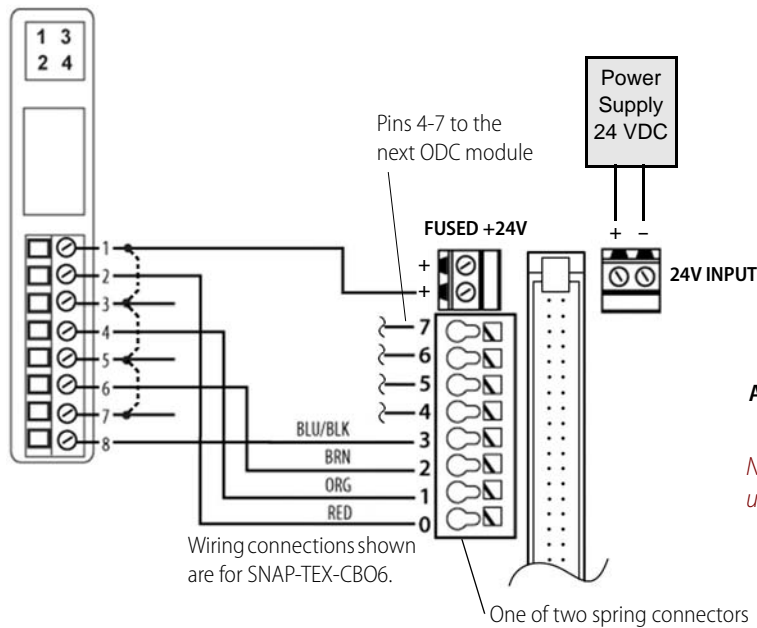 1 3
2 4
Power
Supply
24 VDC
Pins 4-7 to the
next ODC module
FUSED +24V
+ −
24V INPUT
+
+
1
2
3
4
5
6
7
8
7
6
5
4
3
2
1
0
BLU/BLK
BRN
ORG
RED
A
N
u
Wiring connections shown
are for SNAP-TEX-CBO6.
One of two spring connectors